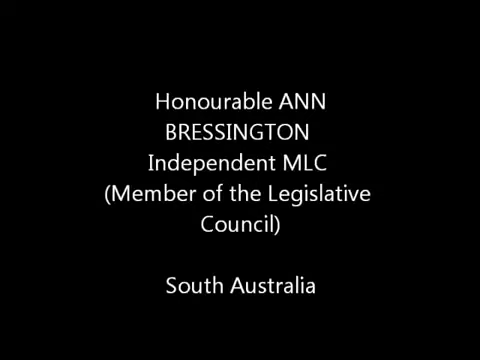 Honourable ANN
BRESSINGTON
Independent MLC
(Member of the Legislative
Council)
South Australia